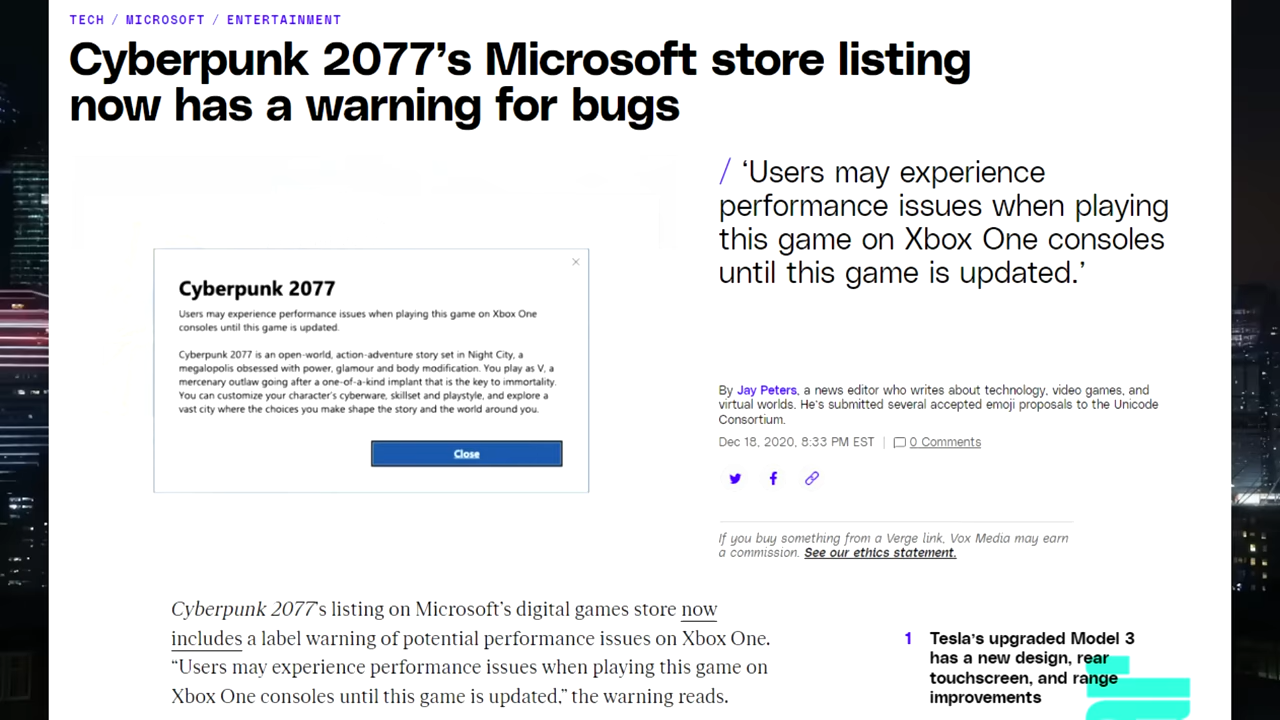 TECH / MICROSOFT / ENTERTAINMENT
Cyberpunk 2077’s Microsoft store listing
now has a warning for bugs
/ ‘Users may experience
performance issues when playing
this game on Xbox One consoles
until this game is updated.’
×
Cyberpunk 2077
Users may experience performance issues when playing this game on Xbox One
consoles until this game is updated.
Cyberpunk 2077 is an open-world, action-adventure story set in Night City, a
megalopolis obsessed with power, glamour and body modification. You play as V, a
mercenary outlaw going after a one-of-a-kind implant that is the key to immortality.
You can customize your character’s cyberware, skillset and playstyle, and explore a
vast city where the choices you make shape the story and the world around you.
Close
By Jay Peters, a news editor who writes about technology, video games, and
virtual worlds. He’s submitted several accepted emoji proposals to the Unicode
Consortium.
Dec 18, 2020, 8:33 PM EST | 0 Comments
If you buy something from a Verge link, Vox Media may earn
a commission. See our ethics statement.
Cyberpunk 2077’s listing on Microsoft’s digital games store now
includes a label warning of potential performance issues on Xbox One.
“Users may experience performance issues when playing this game on
Xbox One consoles until this game is updated,” the warning reads.
1 Tesla’s upgraded Model 3
has a new design, rear
touchscreen, and range
improvements